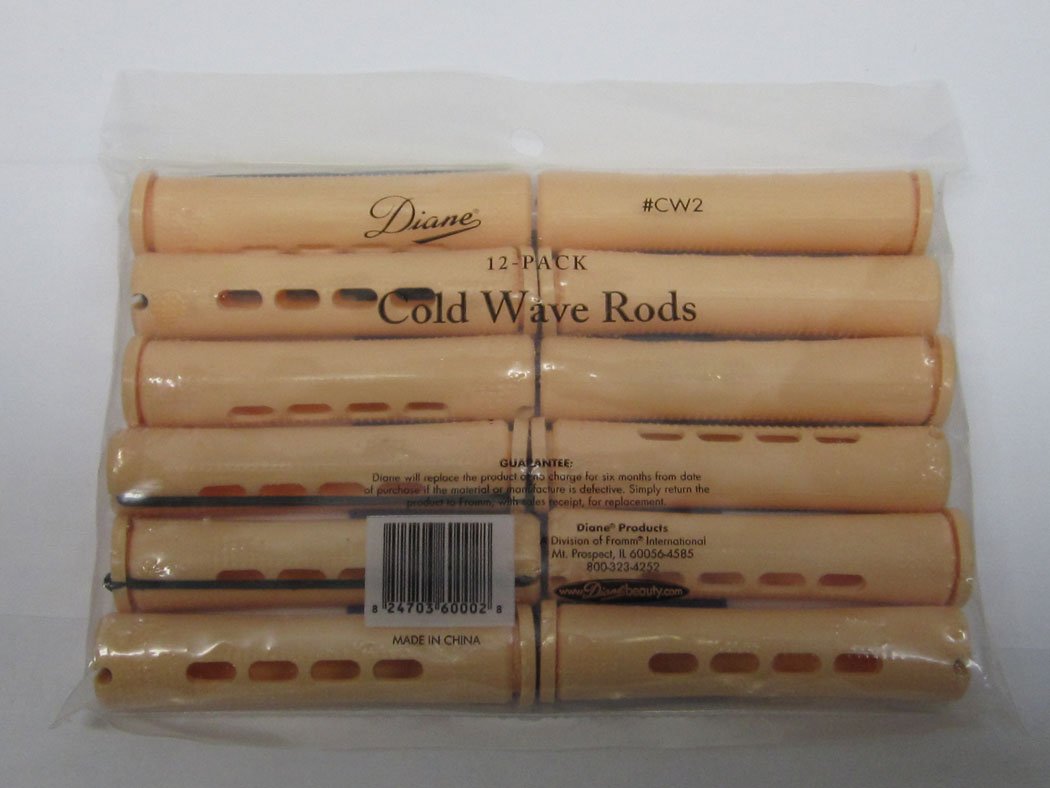 Diane®
#CW2
12-PACK
Cold Wave Rods
GUARANTEE:
Diane will replace the product at no charge for six months from date
of purchase if the material or manufacture is defective. Simply return the
product to Fromm, with sales receipt, for replacement.
Diane® Products
A Division of Fromm® International
Mt. Prospect, IL 60056-4585
800-323-4252
www.Dianebeauty.com
8 24703 60002 8
MADE IN CHINA